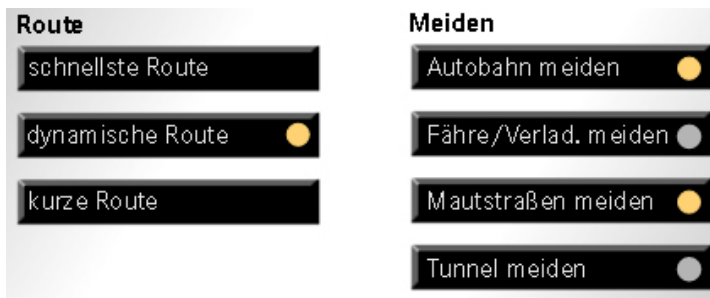 Route
schnellste Route
dynamische Route
kurze Route
Meiden
Autobahn meiden
Fähre/Verlad. meiden
Mautstraßen meiden
Tunnel meiden